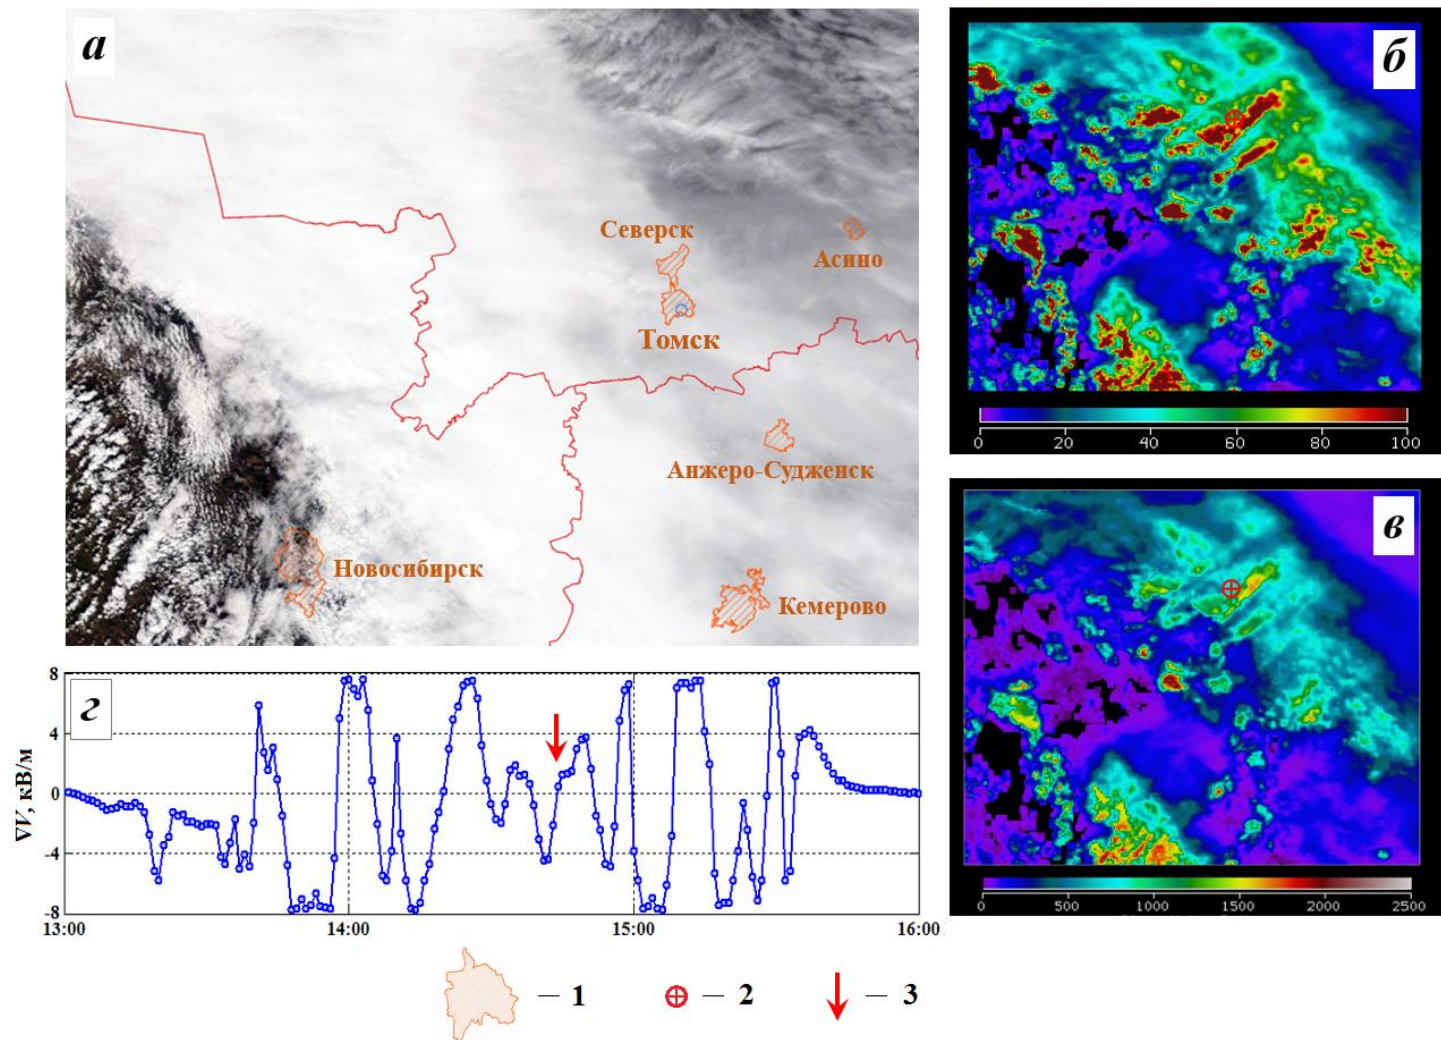 а
Северск
Асино
Томск
Анжеро-Судженск
Новосибирск
Кемерово
б
0 20 40 60 80 100
в
0 500 1000 1500 2000 2500
г
∇V, кВ/м
8
4
0
-4
-8
13:00 14:00 15:00 16:00
— 1 — 2 — 3